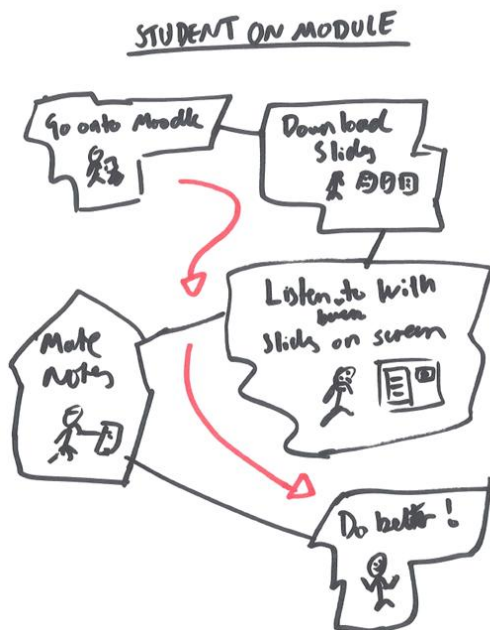 STUDENT ON MODULE
Go onto Moodle
Download
Slides
Listen to with
slides on screen
Make
notes
Do better!